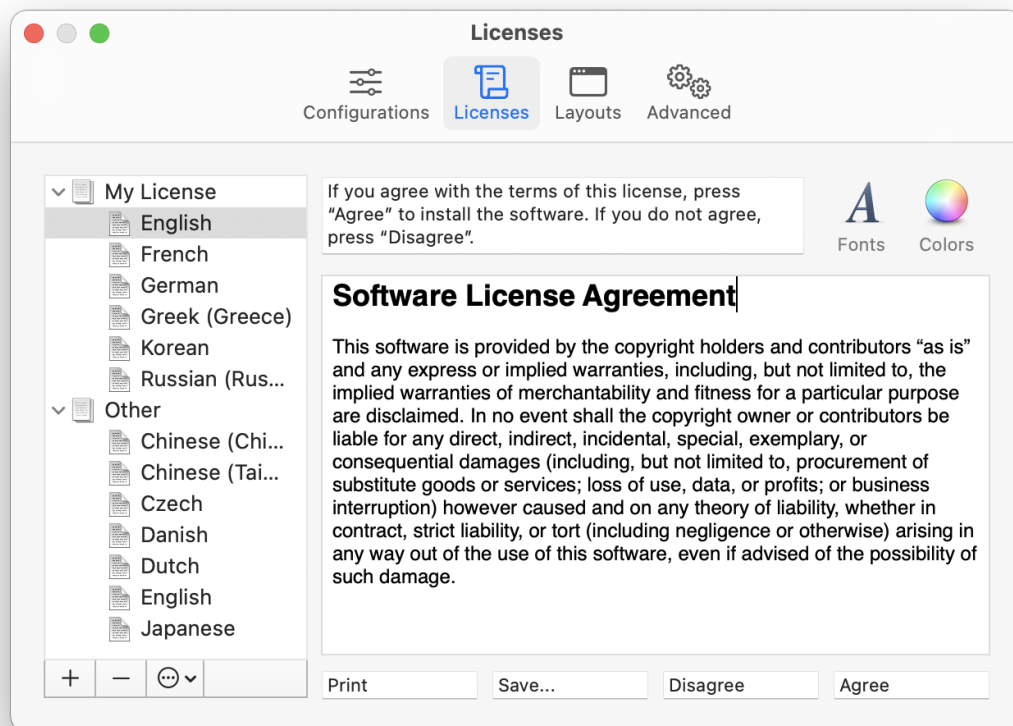 Licenses
Configurations
Licenses
Layouts
Advanced
My License
English
French
German
Greek (Greece)
Korean
Russian (Rus...
Other
Chinese (Chi...
Chinese (Tai...
Czech
Danish
Dutch
English
Japanese
If you agree with the terms of this license, press
“Agree” to install the software. If you do not agree,
press “Disagree”.
Fonts
Colors
Software License Agreement
This software is provided by the copyright holders and contributors “as is”
and any express or implied warranties, including, but not limited to, the
implied warranties of merchantability and fitness for a particular purpose
are disclaimed. In no event shall the copyright owner or contributors be
liable for any direct, indirect, incidental, special, exemplary, or
consequential damages (including, but not limited to, procurement of
substitute goods or services; loss of use, data, or profits; or business
interruption) however caused and on any theory of liability, whether in
contract, strict liability, or tort (including negligence or otherwise) arising in
any way out of the use of this software, even if advised of the possibility of
such damage.
Print
Save...
Disagree
Agree